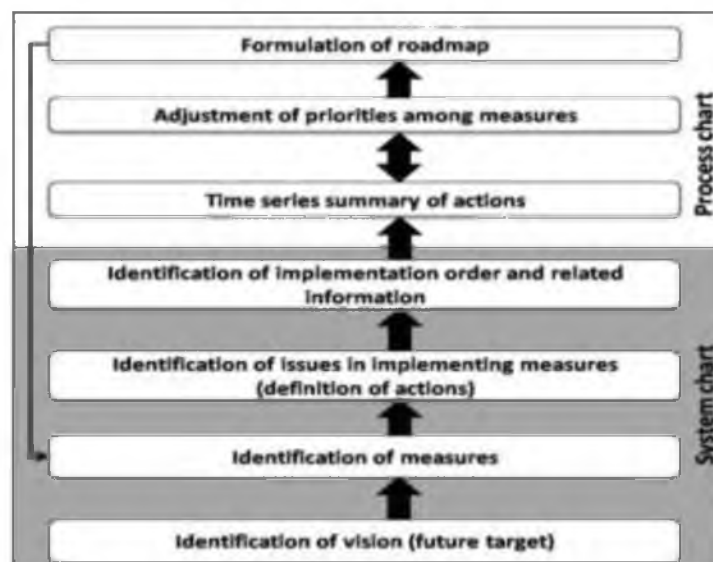 Formulation of roadmap
Adjustment of priorities among measures
Time series summary of actions
Process chart
Identification of implementation order and related
information
Identification of issues in implementing measures
(definition of actions)
Identification of measures
Identification of vision (future target)
System chart